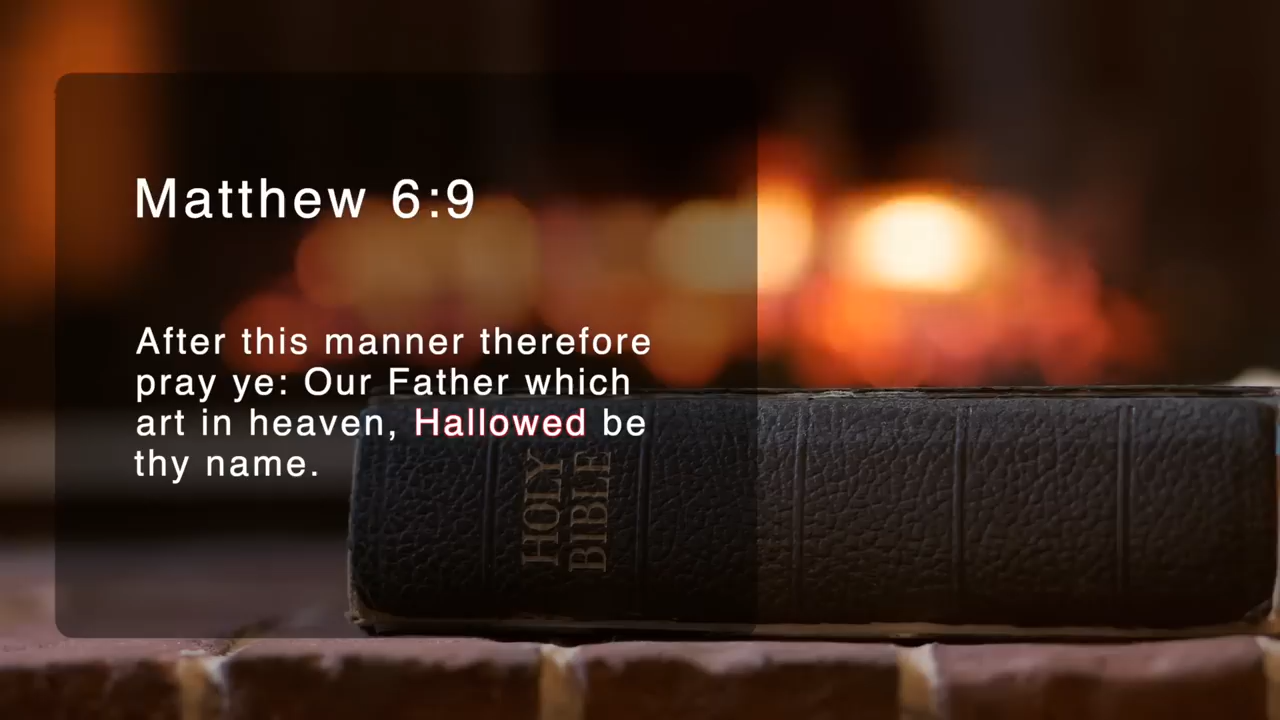 Matthew 6:9
After this manner therefore
pray ye: Our Father which
art in heaven, Hallowed be
thy name.
HOLY
BIBLE